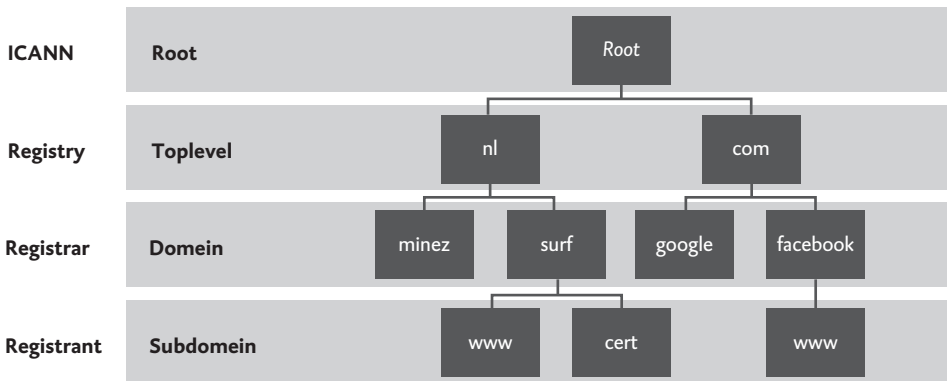 ICANN Root Root
Registry Toplevel nl com
Registrar Domein minez surf google facebook
Registrant Subdomein www cert www